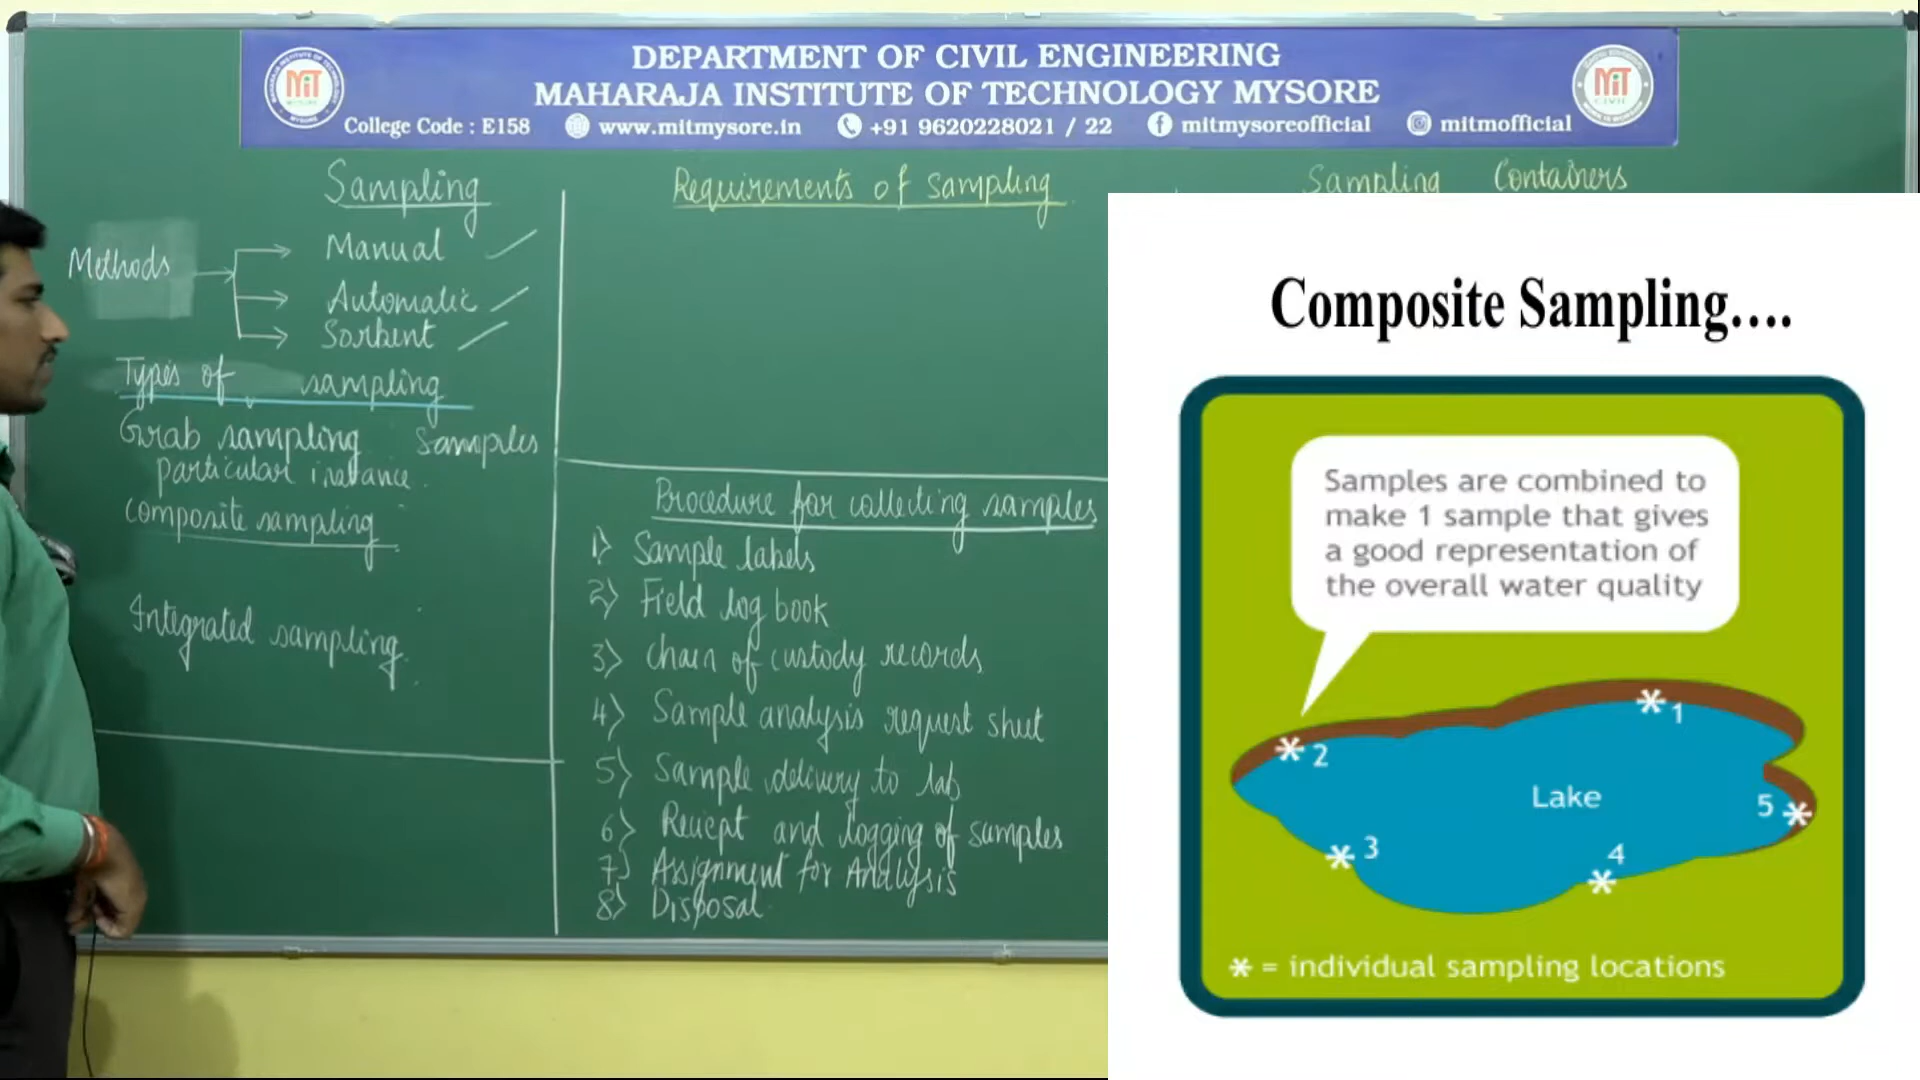 DEPARTMENT OF CIVIL ENGINEERING
MAHARAJA INSTITUTE OF TECHNOLOGY MYSORE
College Code : E158 www.mitmysore.in +91 9620228021 / 22 mitmysoreofficial mitmofficial
MIT
MYSORE
MIT
CIVIL
Sampling
Methods
Manual
Automatic
Sorbent
Types of sampling
Grab sampling Samples
particular instance.
composite sampling
Integrated sampling
Requirements of sampling
Procedure for collecting samples
1) Sample labels
2) Field log book
3) chain of custody records
4) Sample analysis request sheet
5) Sample delivery to lab
6) Reciept and logging of samples
7) Assignment for Analysis
8) Disposal
Sampling Containers
Composite Sampling....
Samples are combined to
make 1 sample that gives
a good representation of
the overall water quality
1
2
Lake
5
3
4
* = individual sampling locations